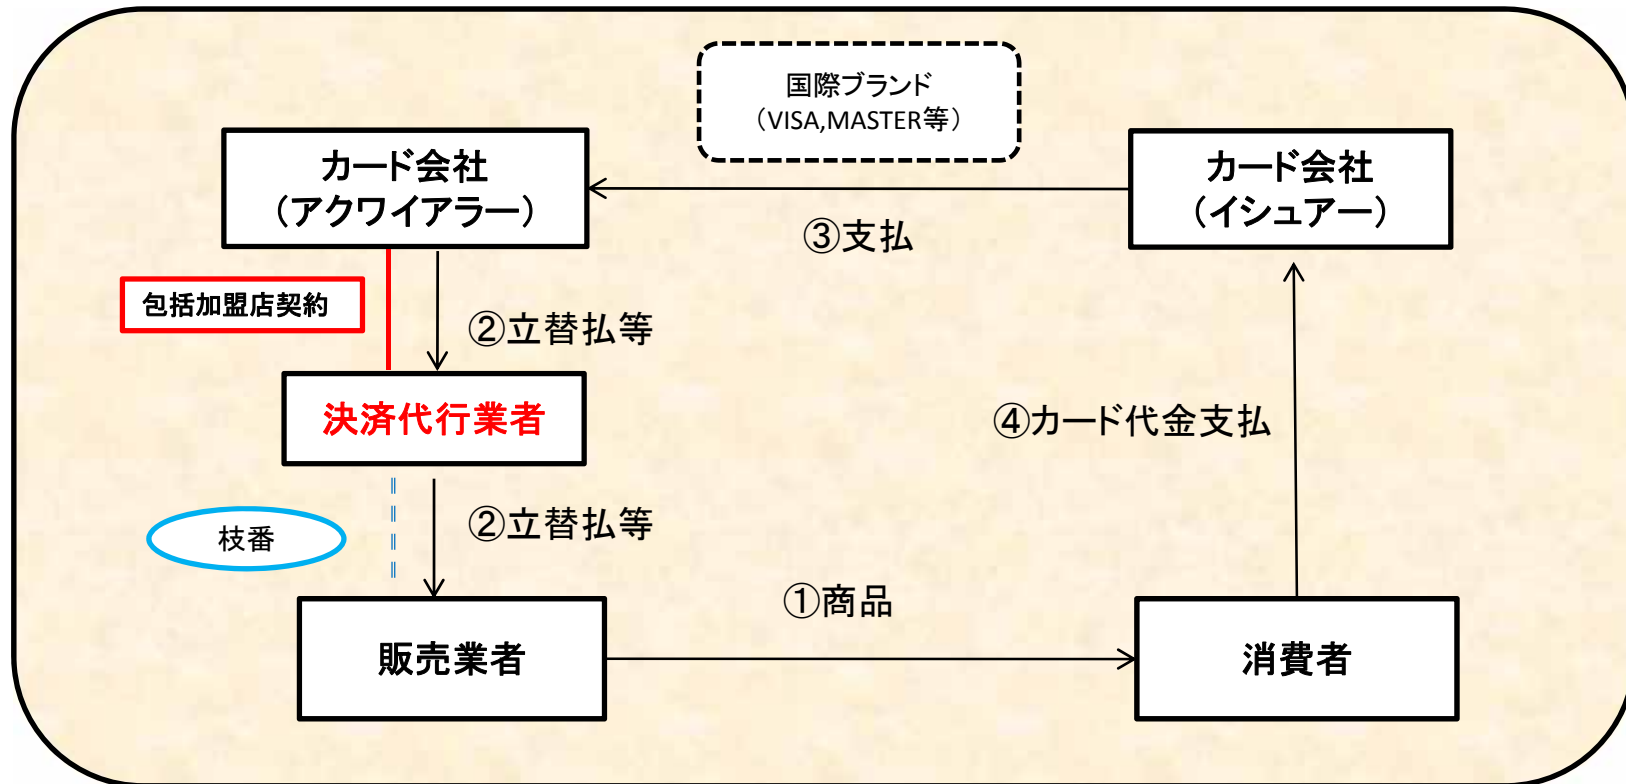 国際ブランド
（VISA,MASTER等）
カード会社
（アクワイアラー）
カード会社
（イシュアー）
③支払
包括加盟店契約
②立替払等
決済代行業者
④カード代金支払
枝番
②立替払等
①商品
販売業者
消費者